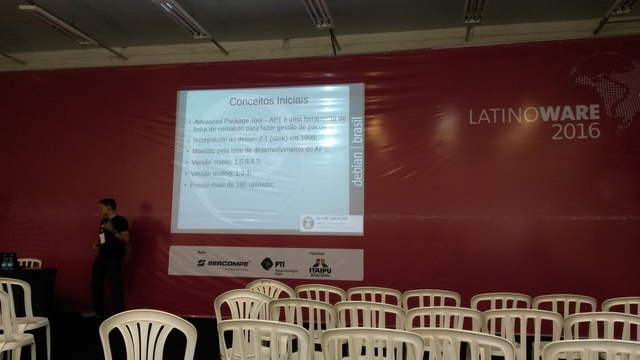 Conceitos Iniciais
• Advanced Package Tool – APT é uma ferramenta de
linha de comando para fazer gestão de pacotes;
• Incorporado ao debian 2.1 (slink) em 1999;
• Mantido pelo time de desenvolvimento do APT;
• Versão stable: 1.0.9.8.3;
• Versão testing: 1.3.1;
• Possui mais de 380 uploads;
debian | brasil
LATINOWARE
2016
SERCOMPE
PTI
ITAIPU
BINACIONAL